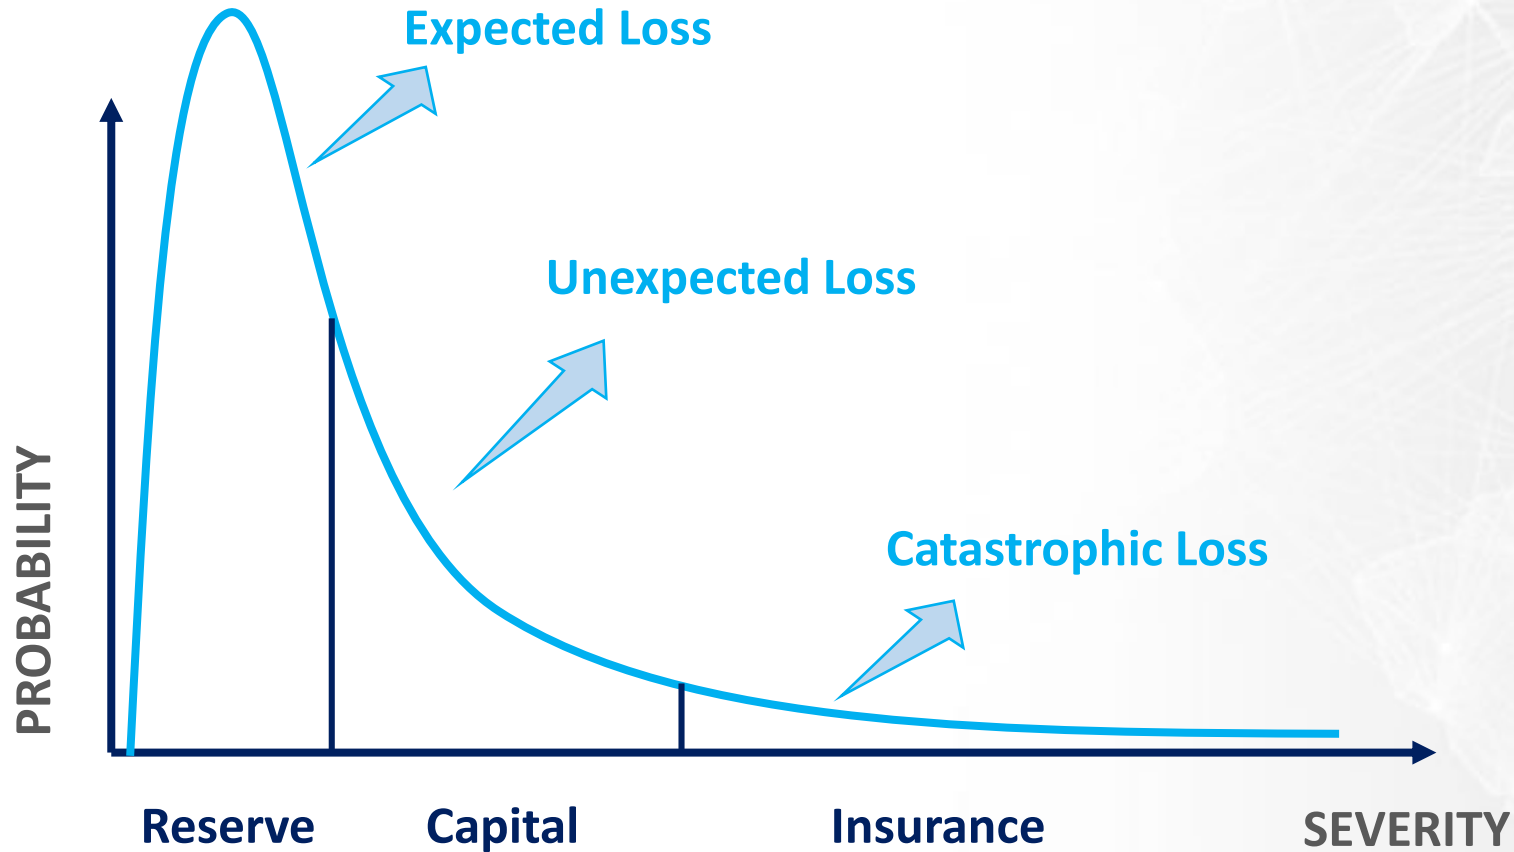 Expected Loss
Unexpected Loss
Catastrophic Loss
PROBABILITY
Reserve
Capital
Insurance
SEVERITY